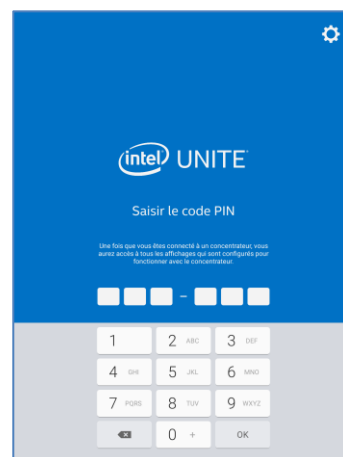 intel UNITE
Saisir le code PIN
Une fois que vous êtes connecté à un concentrateur, vous
aurez accès à tous les affichages qui sont configurés pour
fonctionner avec le concentrateur.
-
1 2 ABC 3 DEF
4 GHI 5 JKL 6 MNO
7 PQRS 8 TUV 9 WXYZ
0 + OK